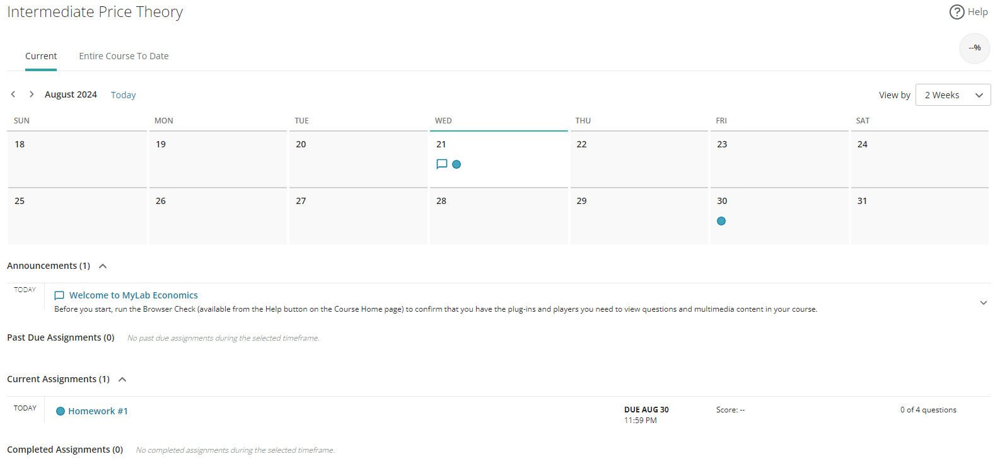 Intermediate Price Theory
? Help
Current Entire Course To Date
--%
August 2024 Today
View by 2 Weeks
SUN MON TUE WED THU FRI SAT
18 19 20 21 22 23 24
25 26 27 28 29 30 31
Announcements (1)
TODAY
Welcome to MyLab Economics
Before you start, run the Browser Check (available from the Help button on the Course Home page) to confirm that you have the plug-ins and players you need to view questions and multimedia content in your course.
Past Due Assignments (0) No past due assignments during the selected timeframe.
Current Assignments (1)
TODAY Homework #1 DUE AUG 30 Score: -- 0 of 4 questions
11:59 PM
Completed Assignments (0) No completed assignments during the selected timeframe.